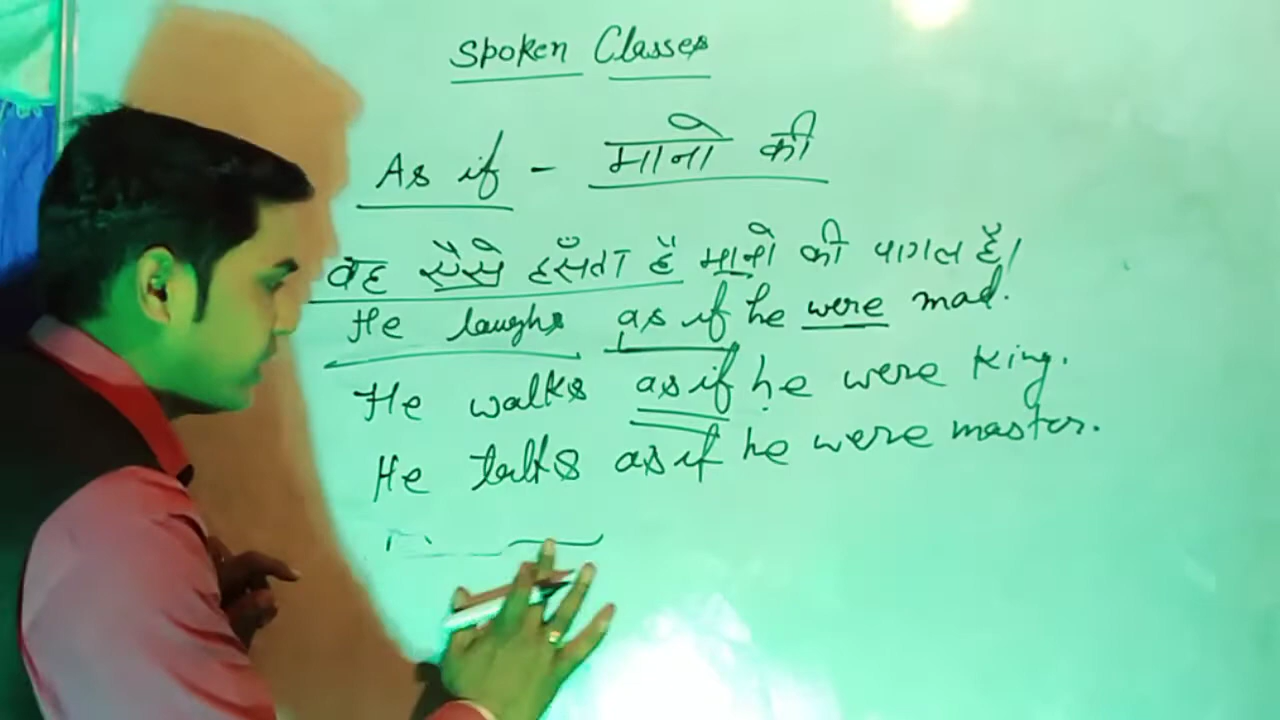 Spoken Classes
As if - मानो की
वह सैसे हँसता हैं मानो की पागल हैं।
He laughs as if he were mad.
He walks as if he were King.
He talks as if he were master.